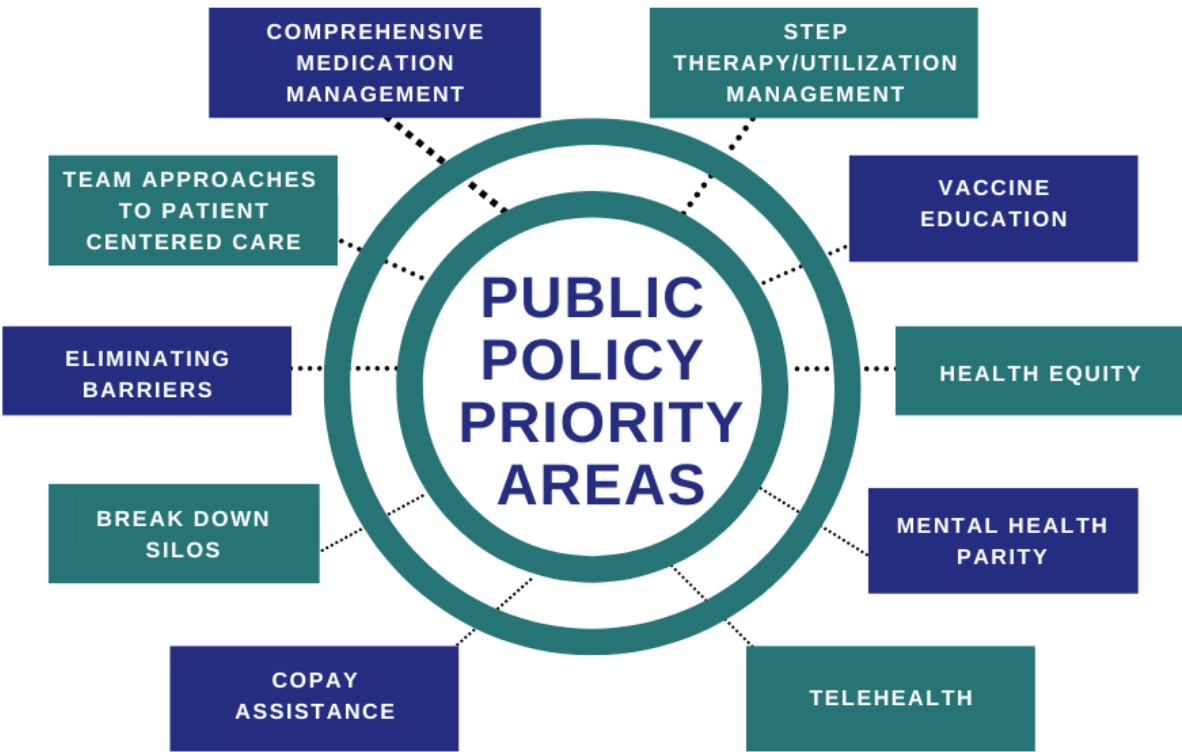 COMPREHENSIVE
MEDICATION
MANAGEMENT
STEP
THERAPY/UTILIZATION
MANAGEMENT
TEAM APPROACHES
TO PATIENT
CENTERED CARE
VACCINE
EDUCATION
PUBLIC
POLICY
PRIORITY
AREAS
ELIMINATING
BARRIERS
HEALTH EQUITY
BREAK DOWN
SILOS
MENTAL HEALTH
PARITY
COPAY
ASSISTANCE
TELEHEALTH